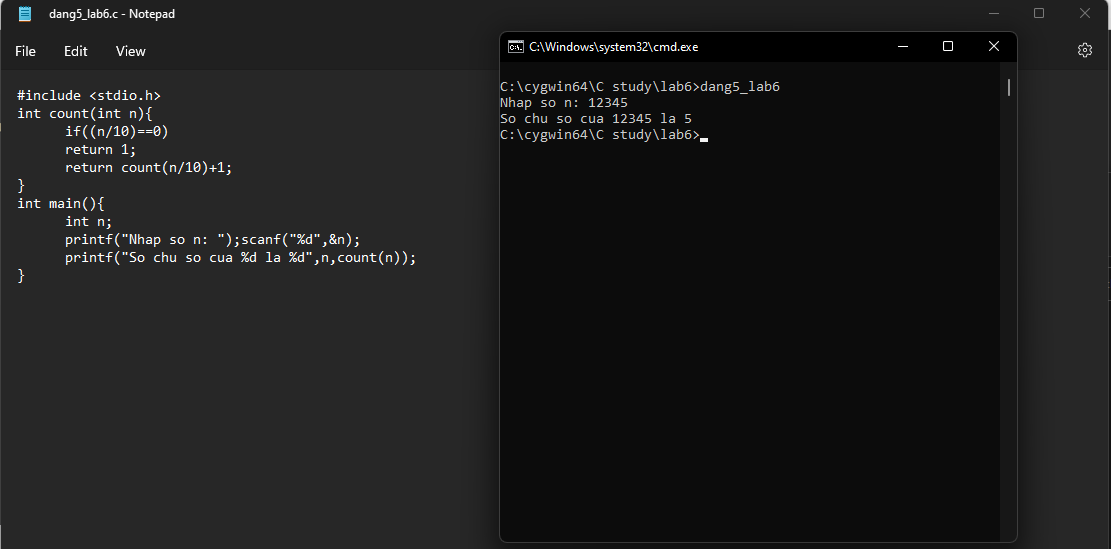 dang5_lab6.c - Notepad
File Edit View
#include <stdio.h>
int count(int n){
if((n/10)==0)
return 1;
return count(n/10)+1;
}
int main(){
int n;
printf("Nhap so n: ");scanf("%d",&n);
printf("So chu so cua %d la %d",n,count(n));
}
C:\Windows\system32\cmd.exe
C:\cygwin64\C study\lab6>dang5_lab6
Nhap so n: 12345
So chu so cua 12345 la 5
C:\cygwin64\C study\lab6>